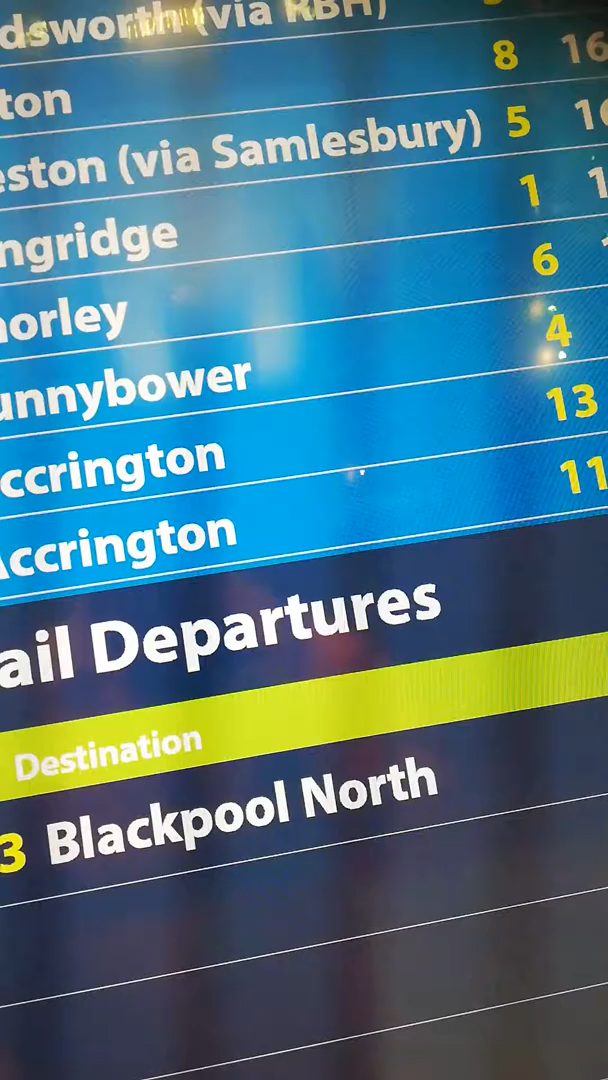 dsworth (via RBH)
ton 8 16
eston (via Samlesbury) 5 16
ngridge 1 1
horley 6
unnybower 4
ccrington 13
Accrington 11
ail Departures
Destination
3 Blackpool North